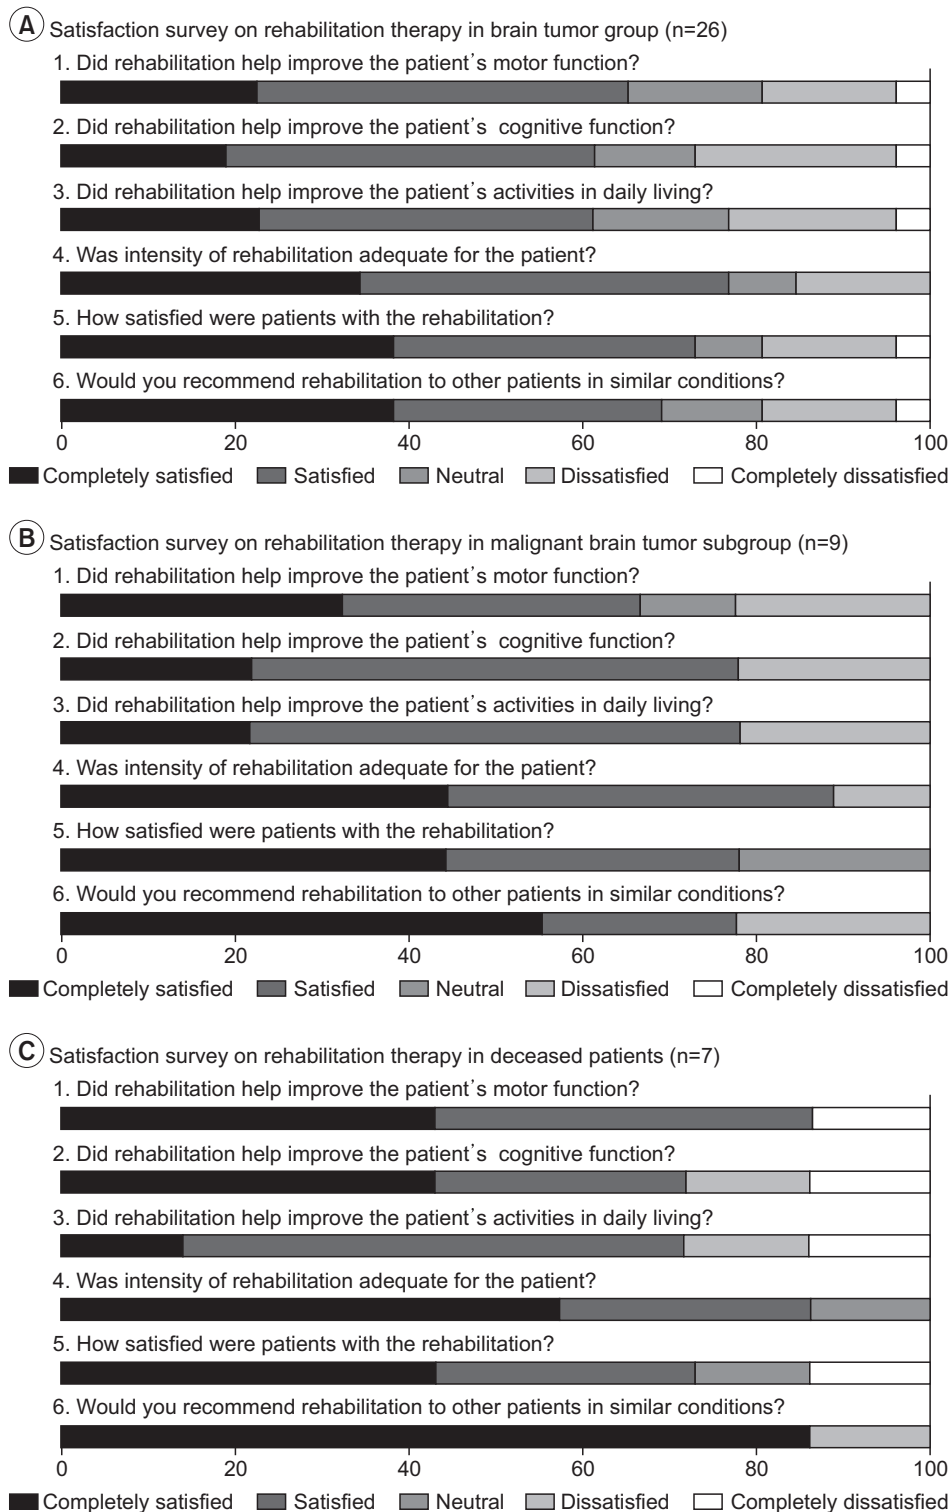 A Satisfaction survey on rehabilitation therapy in brain tumor group (n=26)
1. Did rehabilitation help improve the patient's motor function?
2. Did rehabilitation help improve the patient's cognitive function?
3. Did rehabilitation help improve the patient's activities in daily living?
4. Was intensity of rehabilitation adequate for the patient?
5. How satisfied were patients with the rehabilitation?
6. Would you recommend rehabilitation to other patients in similar conditions?
0 20 40 60 80 100
Completely satisfied Satisfied Neutral Dissatisfied Completely dissatisfied
B Satisfaction survey on rehabilitation therapy in malignant brain tumor subgroup (n=9)
1. Did rehabilitation help improve the patient's motor function?
2. Did rehabilitation help improve the patient's cognitive function?
3. Did rehabilitation help improve the patient's activities in daily living?
4. Was intensity of rehabilitation adequate for the patient?
5. How satisfied were patients with the rehabilitation?
6. Would you recommend rehabilitation to other patients in similar conditions?
0 20 40 60 80 100
Completely satisfied Satisfied Neutral Dissatisfied Completely dissatisfied
C Satisfaction survey on rehabilitation therapy in deceased patients (n=7)
1. Did rehabilitation help improve the patient's motor function?
2. Did rehabilitation help improve the patient's cognitive function?
3. Did rehabilitation help improve the patient's activities in daily living?
4. Was intensity of rehabilitation adequate for the patient?
5. How satisfied were patients with the rehabilitation?
6. Would you recommend rehabilitation to other patients in similar conditions?
0 20 40 60 80 100
Completely satisfied Satisfied Neutral Dissatisfied Completely dissatisfied